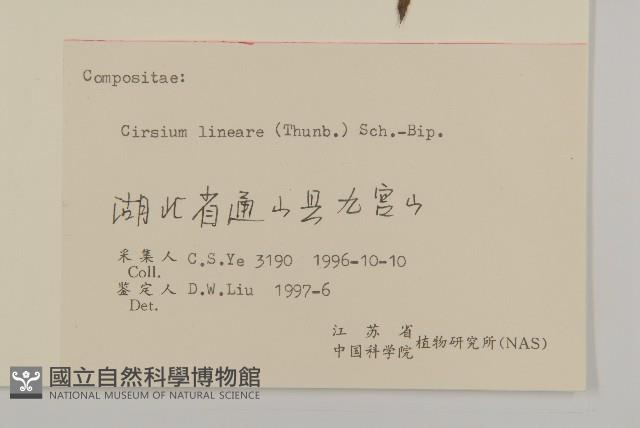 Compositae:
Cirsium lineare (Thunb.) Sch.-Bip.
湖北省通山县九宫山
采集人 C.S.Ye 3190 1996-10-10
Coll.
鉴定人 D.W.Liu 1997-6
Det.
江苏省
中国科学院 植物研究所(NAS)
國立自然科學博物館
NATIONAL MUSEUM OF NATURAL SCIENCE